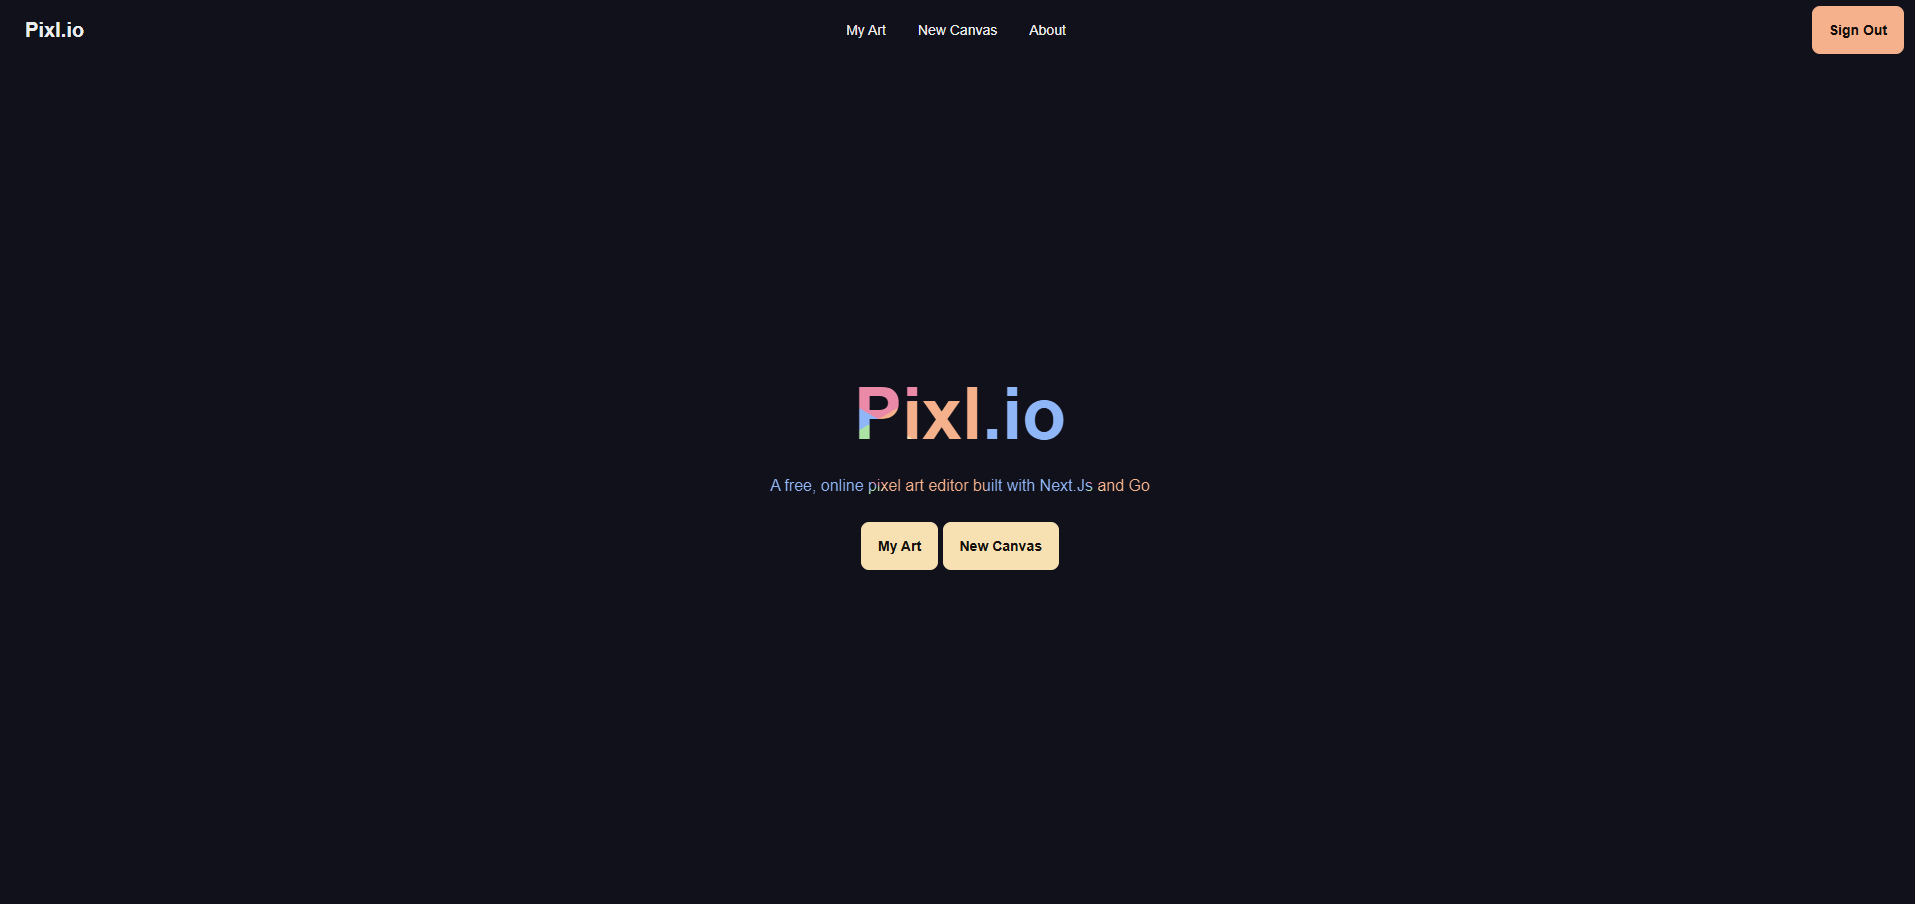 Pixl.io
My Art New Canvas About
Sign Out
Pixl.io
A free, online pixel art editor built with Next.Js and Go
My Art New Canvas